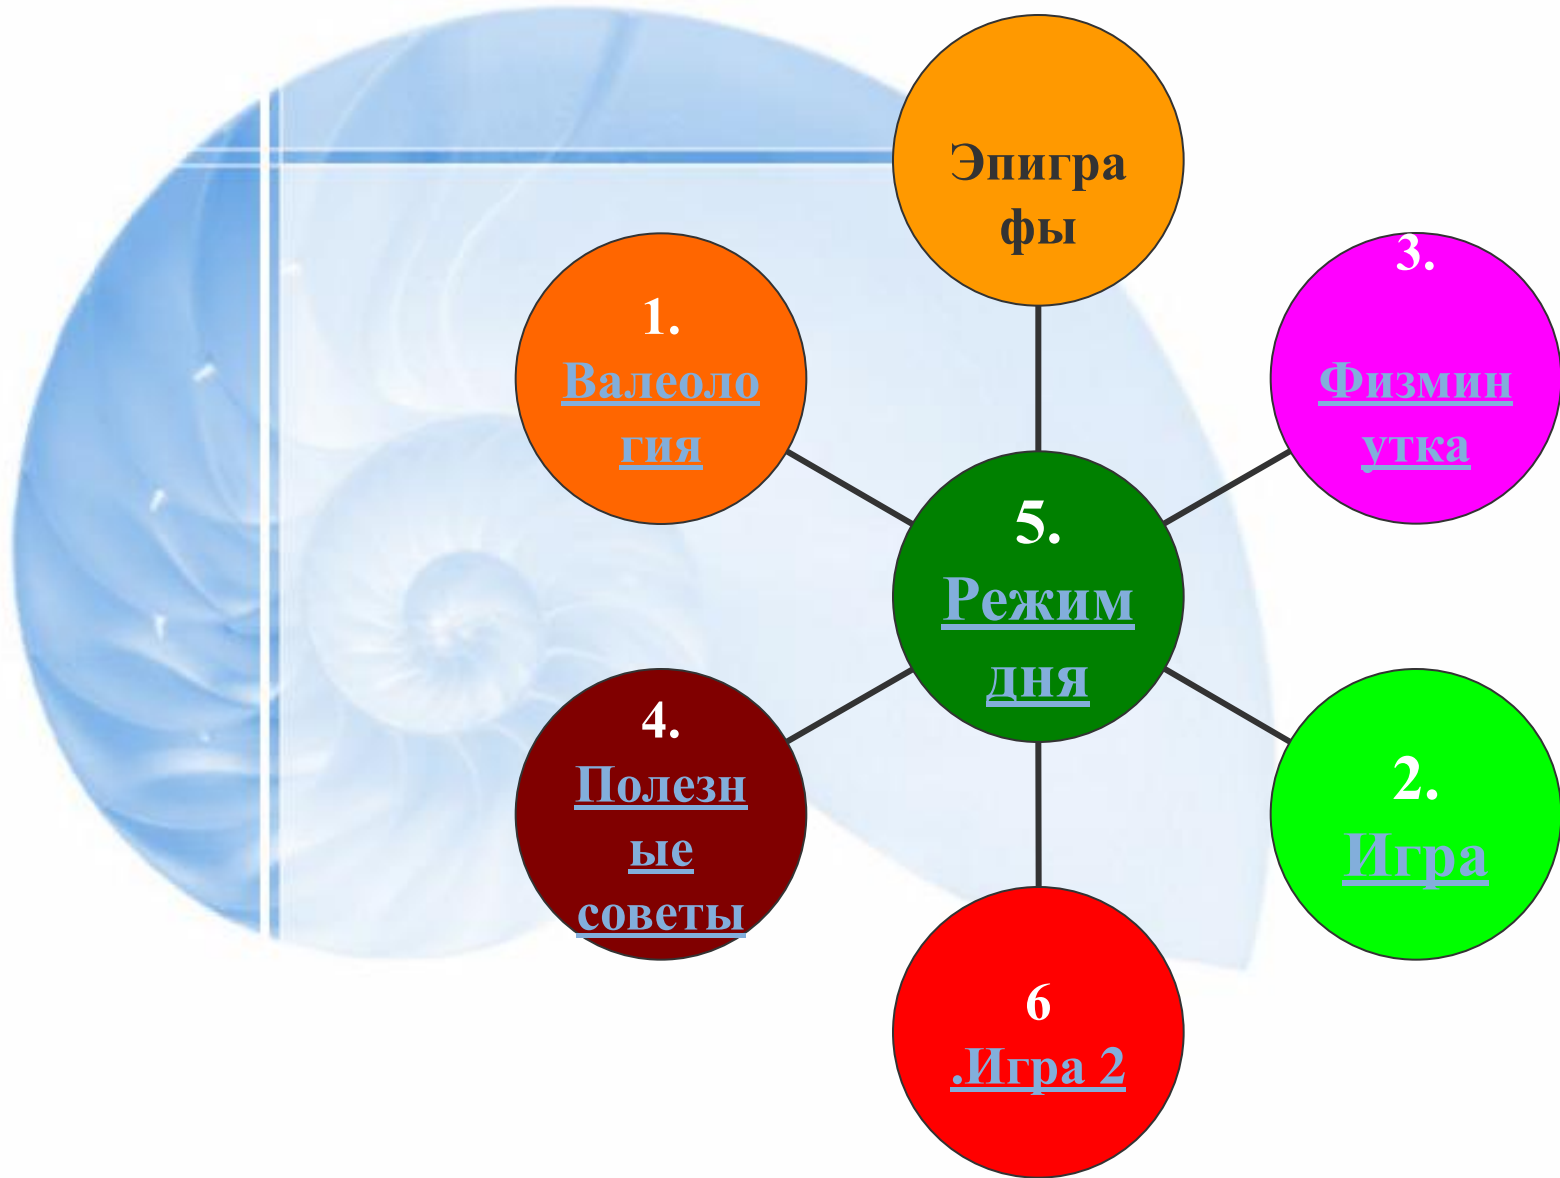 Эпигра
фы
1.
Валеоло
гия
3.
Физмин
утка
5.
Режим
дня
4.
Полезн
ые
советы
2.
Игра
6
.Игра 2